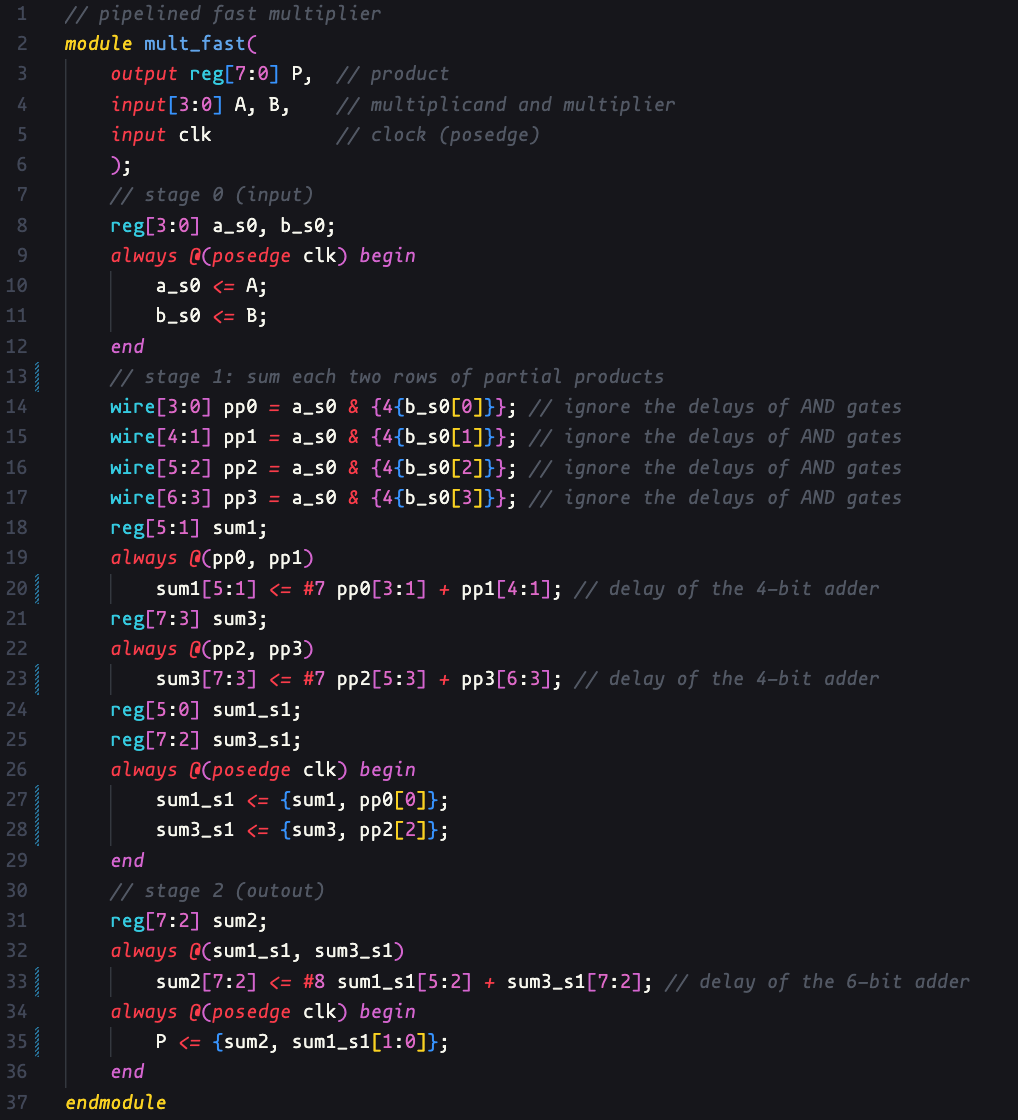 1 // pipelined fast multiplier
2 module mult_fast(
3 output reg[7:0] P, // product
4 input[3:0] A, B, // multiplicand and multiplier
5 input clk // clock (posedge)
6 );
7 // stage 0 (input)
8 reg[3:0] a_s0, b_s0;
9 always @(posedge clk) begin
10 a_s0 <= A;
11 b_s0 <= B;
12 end
13 // stage 1: sum each two rows of partial products
14 wire[3:0] pp0 = a_s0 & {4{b_s0[0]}}; // ignore the delays of AND gates
15 wire[4:1] pp1 = a_s0 & {4{b_s0[1]}}; // ignore the delays of AND gates
16 wire[5:2] pp2 = a_s0 & {4{b_s0[2]}}; // ignore the delays of AND gates
17 wire[6:3] pp3 = a_s0 & {4{b_s0[3]}}; // ignore the delays of AND gates
18 reg[5:1] sum1;
19 always @(pp0, pp1)
20 sum1[5:1] <= #7 pp0[3:1] + pp1[4:1]; // delay of the 4-bit adder
21 reg[7:3] sum3;
22 always @(pp2, pp3)
23 sum3[7:3] <= #7 pp2[5:3] + pp3[6:3]; // delay of the 4-bit adder
24 reg[5:0] sum1_s1;
25 reg[7:2] sum3_s1;
26 always @(posedge clk) begin
27 sum1_s1 <= {sum1, pp0[0]};
28 sum3_s1 <= {sum3, pp2[2]};
29 end
30 // stage 2 (outout)
31 reg[7:2] sum2;
32 always @(sum1_s1, sum3_s1)
33 sum2[7:2] <= #8 sum1_s1[5:2] + sum3_s1[7:2]; // delay of the 6-bit adder
34 always @(posedge clk) begin
35 P <= {sum2, sum1_s1[1:0]};
36 end
37 endmodule